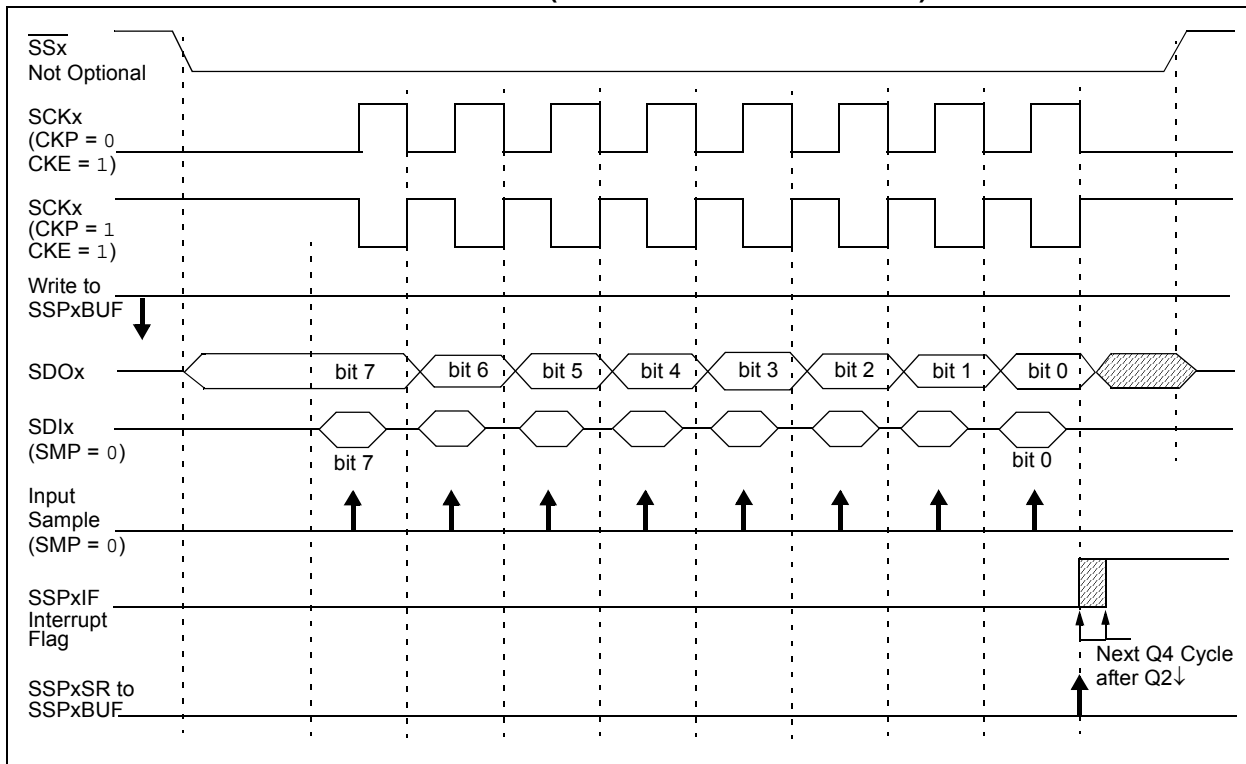 SSx
Not Optional
SCKx
(CKP = 0
CKE = 1)
SCKx
(CKP = 1
CKE = 1)
Write to
SSPxBUF
SDOx
bit 7
bit 6
bit 5
bit 4
bit 3
bit 2
bit 1
bit 0
SDIx
(SMP = 0)
bit 7
bit 0
Input
Sample
(SMP = 0)
SSPxIF
Interrupt
Flag
Next Q4 Cycle
after Q2↓
SSPxSR to
SSPxBUF